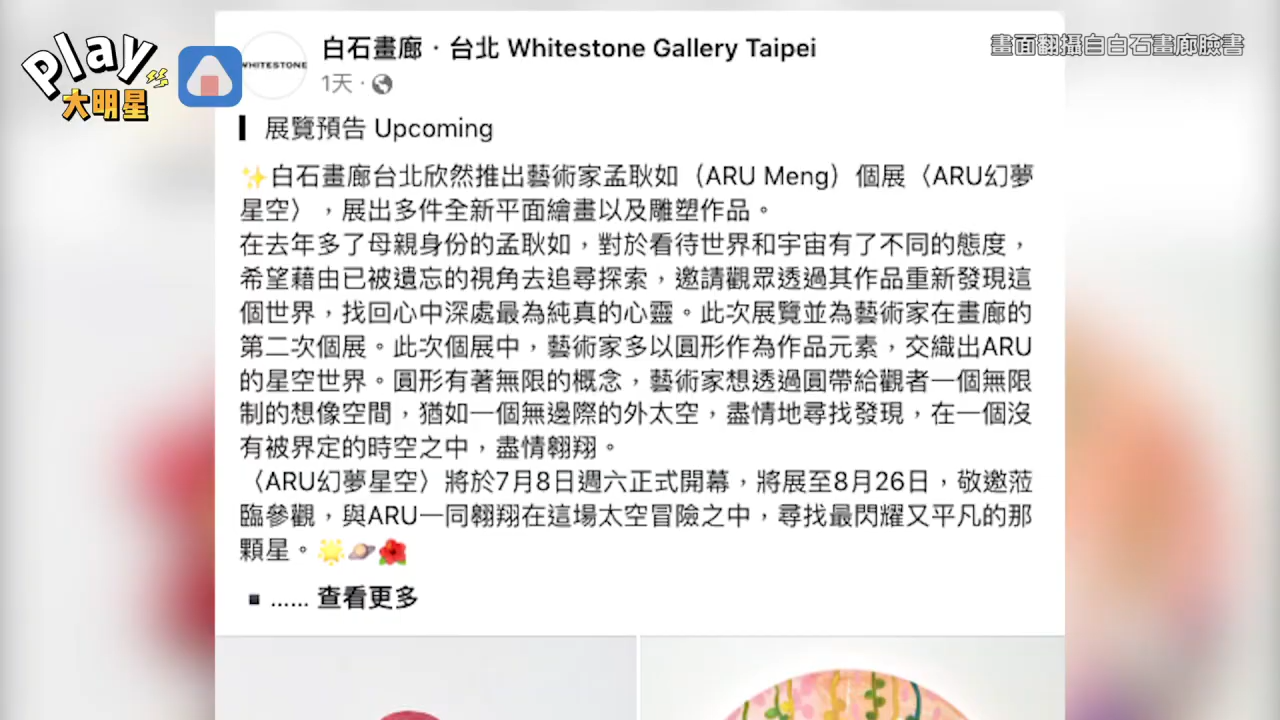 Play
大明星
WHITESTONE
白石畫廊・台北 Whitestone Gallery Taipei
1天・
畫面翻攝自白石畫廊臉書
展覽預告 Upcoming
✨白石畫廊台北欣然推出藝術家孟耿如（ARU Meng）個展〈ARU幻夢
星空〉，展出多件全新平面繪畫以及雕塑作品。
在去年多了母親身份的孟耿如，對於看待世界和宇宙有了不同的態度，
希望藉由已被遺忘的視角去追尋探索，邀請觀眾透過其作品重新發現這
個世界，找回心中深處最為純真的心靈。此次展覽並為藝術家在畫廊的
第二次個展。此次個展中，藝術家多以圓形作為作品元素，交織出ARU
的星空世界。圓形有著無限的概念，藝術家想透過圓帶給觀者一個無限
制的想像空間，猶如一個無邊際的外太空，盡情地尋找發現，在一個沒
有被界定的時空之中，盡情翱翔。
〈ARU幻夢星空〉將於7月8日週六正式開幕，將展至8月26日，敬邀蒞
臨參觀，與ARU一同翱翔在這場太空冒險之中，尋找最閃耀又平凡的那
顆星。🌟🪐🌺
▪️...... 查看更多